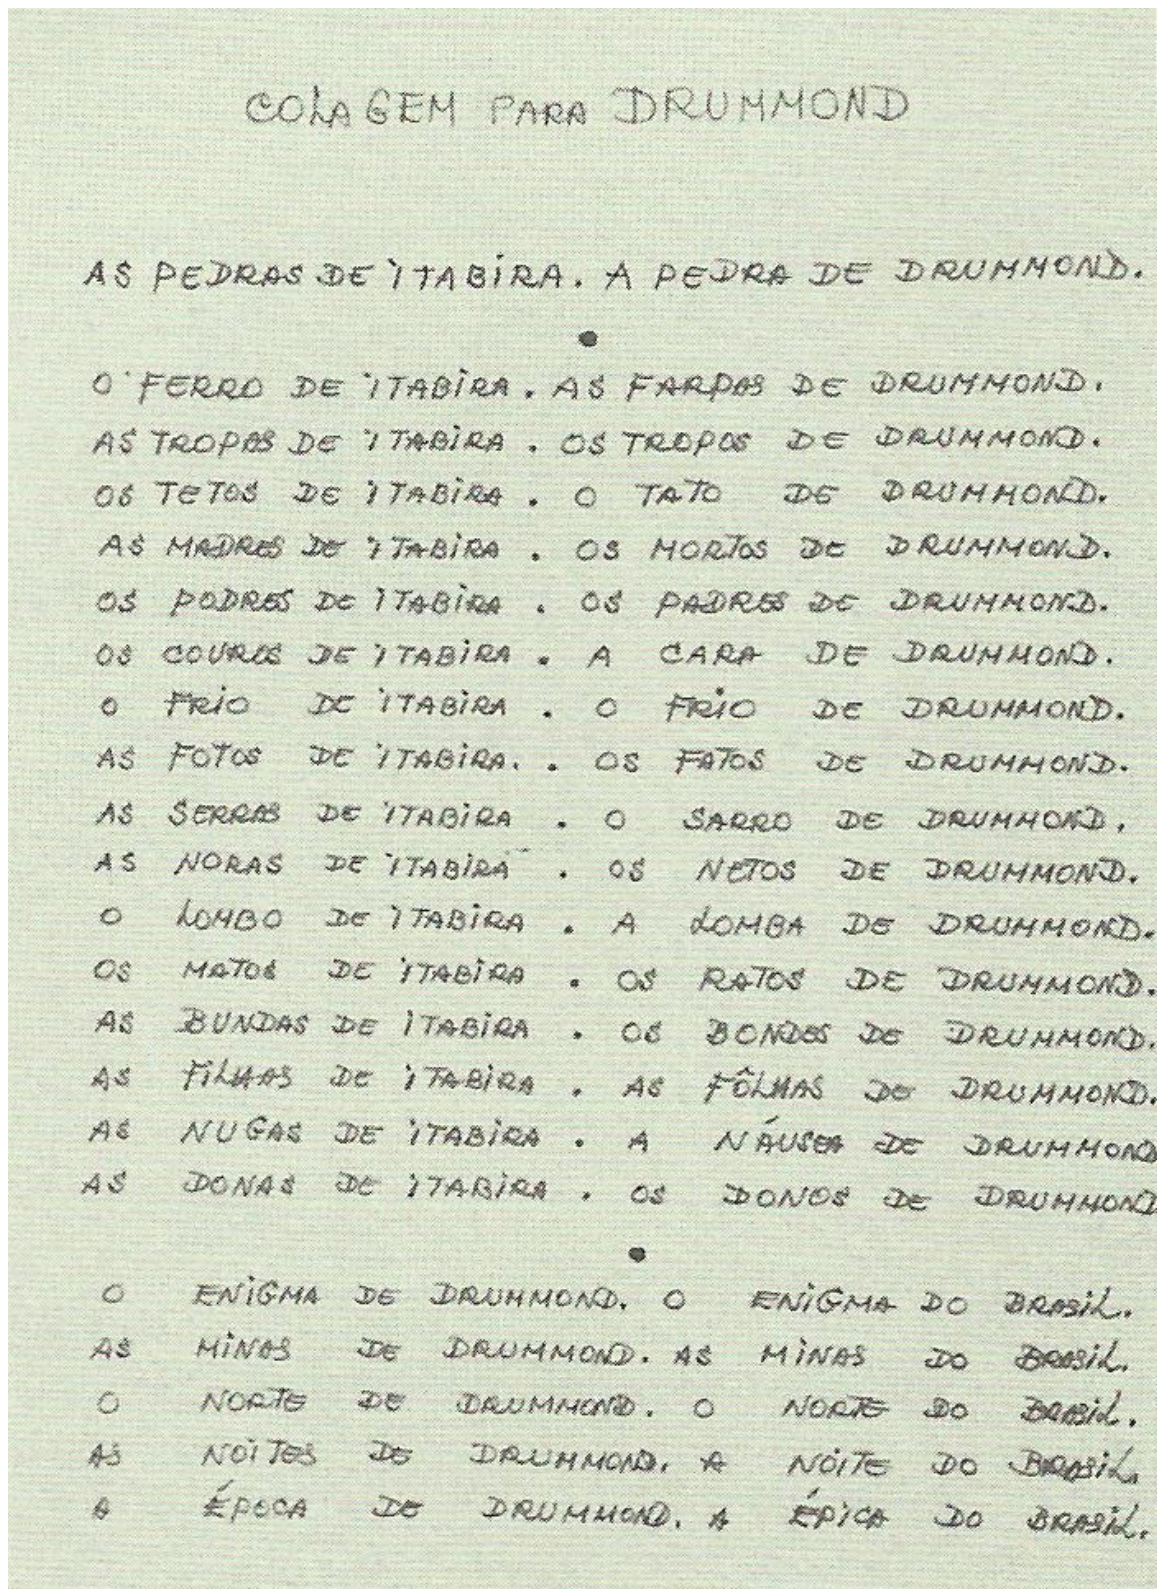 COLAGEM PARA DRUMMOND
AS PEDRAS DE ITABIRA. A PEDRA DE DRUMMOND.
●
O FERRO DE ITABIRA. AS FARPAS DE DRUMMOND.
AS TROPAS DE ITABIRA. OS TROPOS DE DRUMMOND.
OS TETOS DE ITABIRA. O TATO DE DRUMMOND.
AS MADRES DE ITABIRA. OS MORTOS DE DRUMMOND.
OS PODRES DE ITABIRA. OS PADRES DE DRUMMOND.
OS COUROS DE ITABIRA. A CARA DE DRUMMOND.
O FRIO DE ITABIRA. O FRIO DE DRUMMOND.
AS FOTOS DE ITABIRA.. OS FATOS DE DRUMMOND.
AS SERRAS DE ITABIRA. O SARRO DE DRUMMOND.
AS NORAS DE ITABIRA. OS NETOS DE DRUMMOND.
O LOMBO DE ITABIRA. A LOMBA DE DRUMMOND.
OS MATOS DE ITABIRA. OS RATOS DE DRUMMOND.
AS BUNDAS DE ITABIRA. OS BONDES DE DRUMMOND.
AS FILHAS DE ITABIRA. AS FÔLHAS DE DRUMMOND.
AS NUGAS DE ITABIRA. A NÁUSEA DE DRUMMOND
AS DONAS DE ITABIRA. OS DONOS DE DRUMMOND
●
O ENIGMA DE DRUMMOND. O ENIGMA DO BRASIL.
AS MINAS DE DRUMMOND. AS MINAS DO BRASIL.
O NORTE DE DRUMMOND. O NORTE DO BRASIL.
AS NOITES DE DRUMMOND. A NOITE DO BRASIL.
A ÉPOCA DE DRUMMOND. A ÉPICA DO BRASIL.